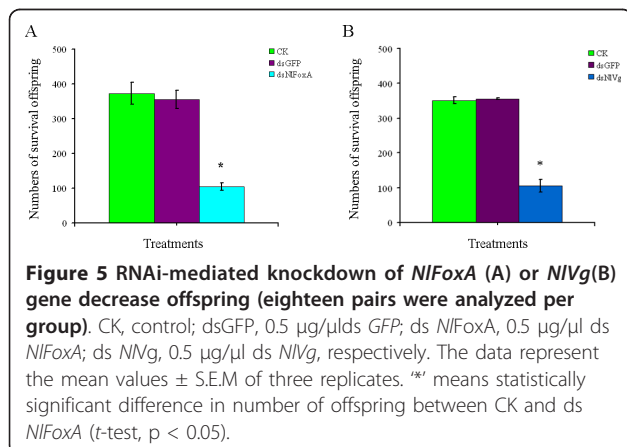 A
B
CK
dsGFP
dsNlFoxA
CK
dsGFP
dsNlVg
500
400
300
200
100
0
500
400
300
200
100
0
Numbers of survival offspring
Numbers of survival offspring
*
*
Treatments
Treatments
Figure 5 RNAi-mediated knockdown of NlFoxA (A) or NlVg(B)
gene decrease offspring (eighteen pairs were analyzed per
group). CK, control; dsGFP, 0.5 μg/μlds GFP; ds NlFoxA, 0.5 μg/μl ds
NlFoxA; ds NlVg, 0.5 μg/μl ds NlVg, respectively. The data represent
the mean values ± S.E.M of three replicates. '*' means statistically
significant difference in number of offspring between CK and ds
NlFoxA (t-test, p < 0.05).